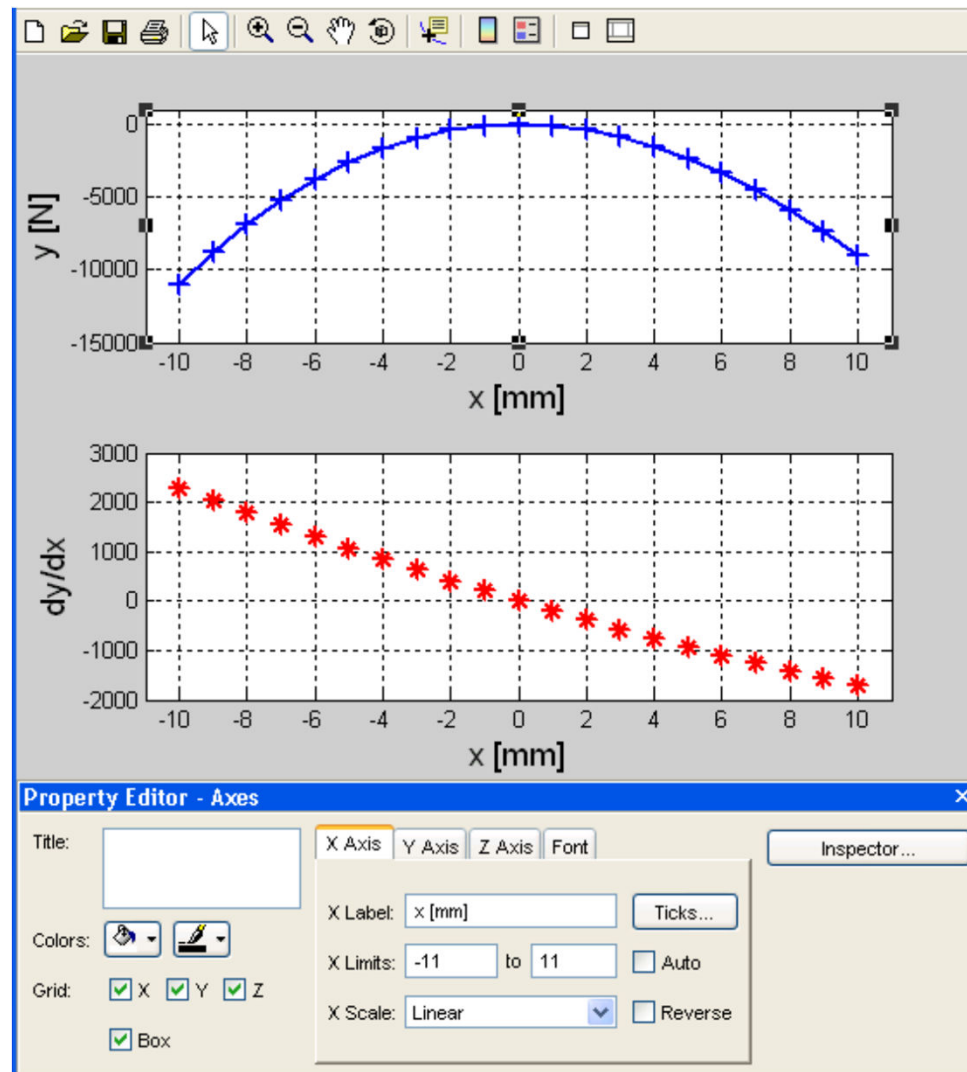 0
-5000
-10000
-15000
y [N]
-10 -8 -6 -4 -2 0 2 4 6 8 10
x [mm]
3000
2000
1000
0
-1000
-2000
dy/dx
-10 -8 -6 -4 -2 0 2 4 6 8 10
x [mm]
Property Editor - Axes
Title:
X Axis Y Axis Z Axis Font
Inspector...
X Label: x [mm] Ticks...
Colors:
X Limits: -11 to 11 Auto
Grid: X Y Z
X Scale: Linear Reverse
Box